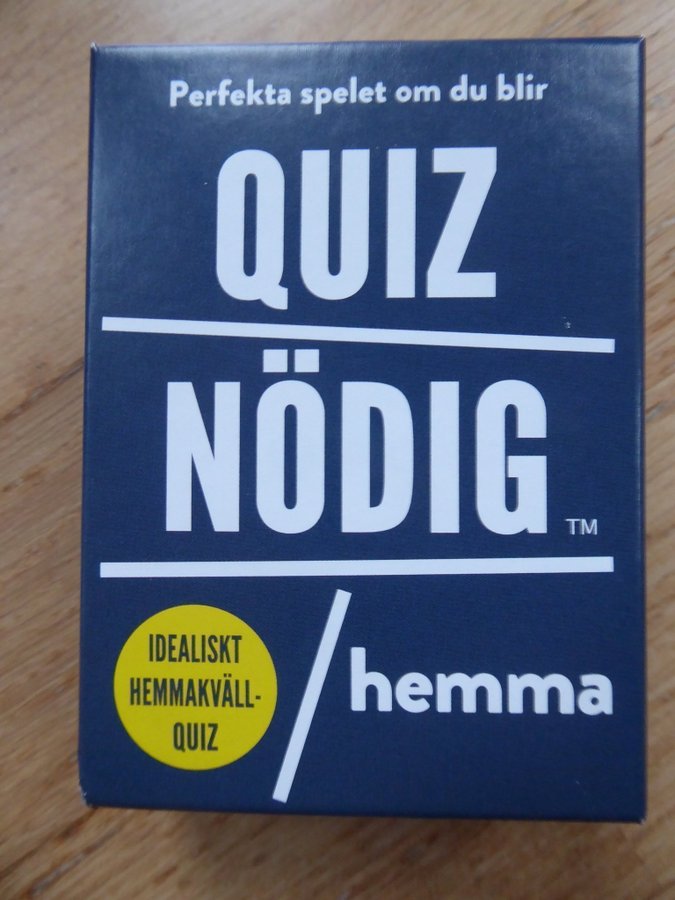 Perfekta spelet om du blir
QUIZ
NÖDIG ™
IDEALISKT
HEMMAKVÄLL-
QUIZ
/hemma